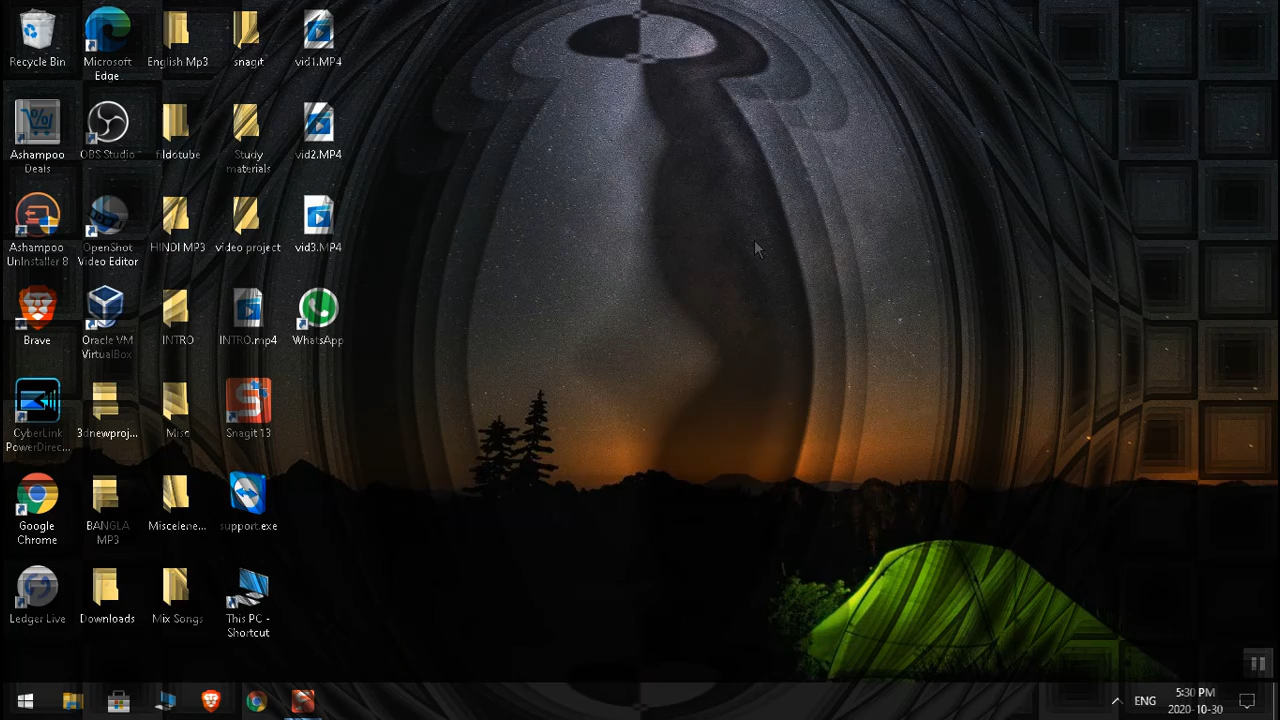 Recycle Bin
Microsoft
Edge
English Mp3
snagit
vid1.MP4
Ashampoo
Deals
OBS Studio
fildotube
Study
materials
vid2.MP4
Ashampoo
UnInstaller 8
OpenShot
Video Editor
HINDI MP3
video project
vid3.MP4
Brave
Oracle VM
VirtualBox
INTRO
INTRO.mp4
WhatsApp
CyberLink
PowerDirec...
3dnewproj...
Misc
Snagit 13
Google
Chrome
BANGLA
MP3
Miscelene...
support.exe
Ledger Live
Downloads
Mix Songs
This PC -
Shortcut
ENG
5:30 PM
2020-10-30